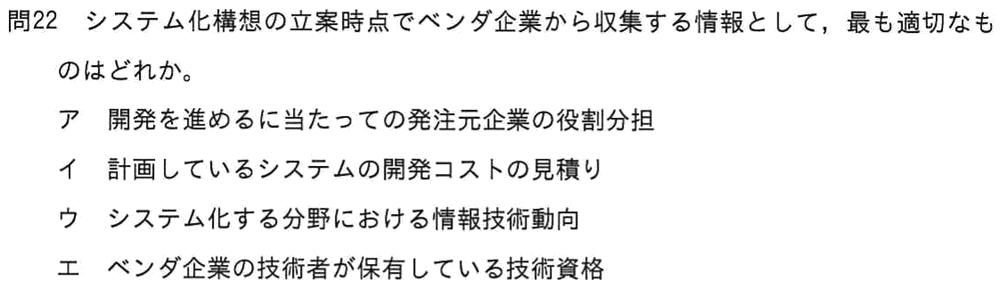 問22 システム化構想の立案時点でベンダ企業から収集する情報として，最も適切なも
のはどれか。
ア 開発を進めるに当たっての発注元企業の役割分担
イ 計画しているシステムの開発コストの見積り
ウ システム化する分野における情報技術動向
エ ベンダ企業の技術者が保有している技術資格